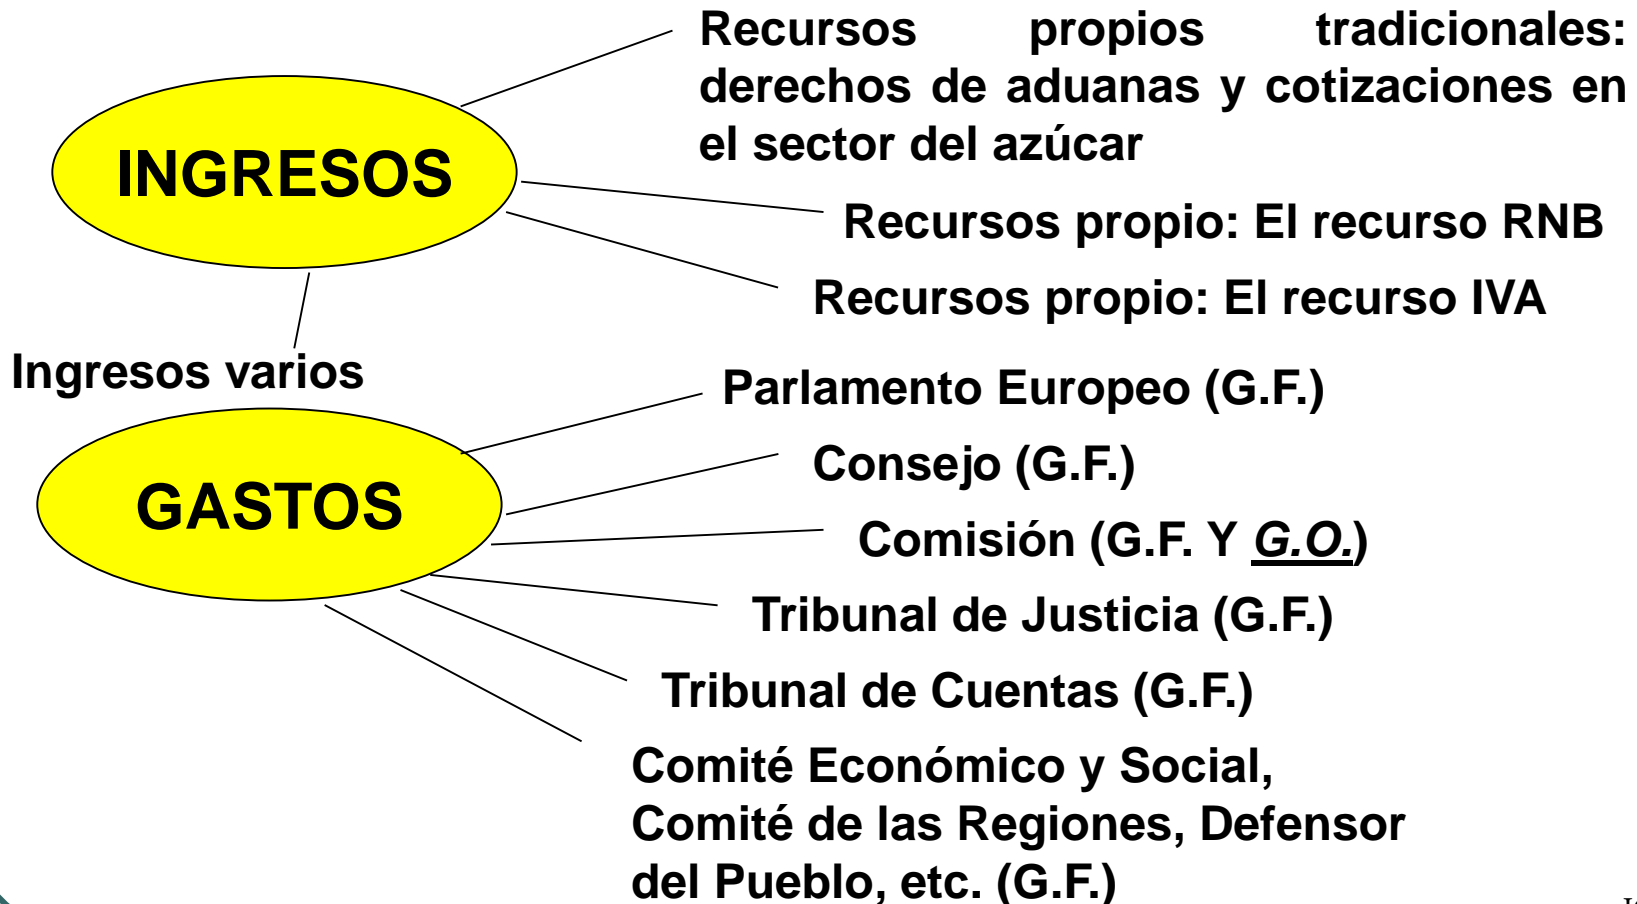 Recursos propios tradicionales:
derechos de aduanas y cotizaciones en
el sector del azúcar
INGRESOS
Recursos propio: El recurso RNB
Recursos propio: El recurso IVA
Ingresos varios
Parlamento Europeo (G.F.)
Consejo (G.F.)
GASTOS
Comisión (G.F. Y G.O.)
Tribunal de Justicia (G.F.)
Tribunal de Cuentas (G.F.)
Comité Económico y Social,
Comité de las Regiones, Defensor
del Pueblo, etc. (G.F.)